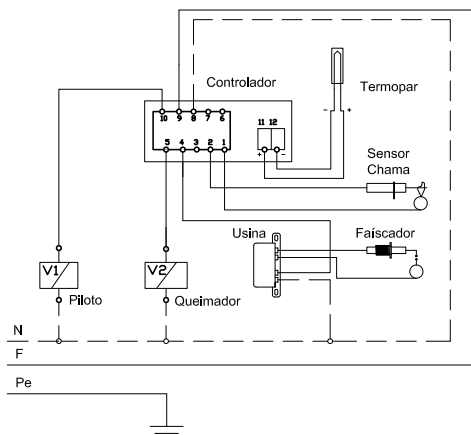 Controlador
Termopar
10 9 8 7 6
11 12
5 4 3 2 1
+ -
- +
Sensor
Chama
Usina
Faíscador
V1
V2
Piloto
Queimador
N
F
Pe